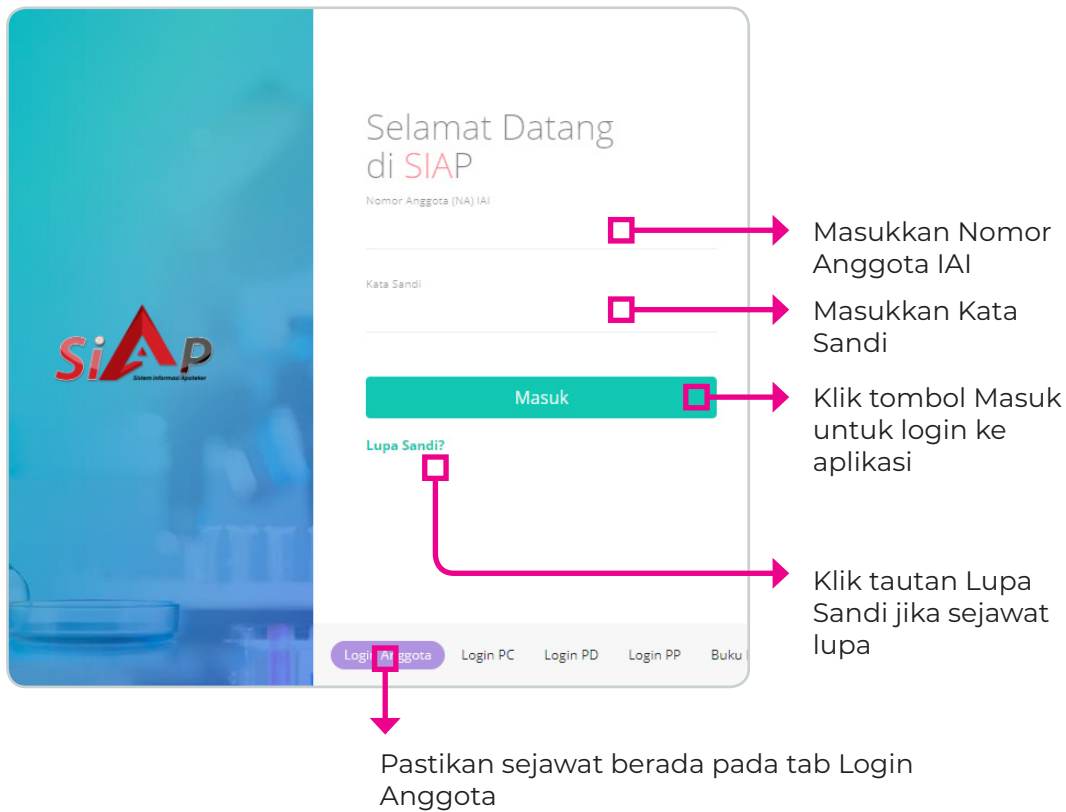 Selamat Datang
di SIAP
Nomor Anggota (NA) IAI
Kata Sandi
Masuk
Lupa Sandi?
SiAP
Sistem Informasi Apoteker
Login Anggota Login PC Login PD Login PP Buku
Masukkan Nomor
Anggota IAI
Masukkan Kata
Sandi
Klik tombol Masuk
untuk login ke
aplikasi
Klik tautan Lupa
Sandi jika sejawat
lupa
Pastikan sejawat berada pada tab Login
Anggota